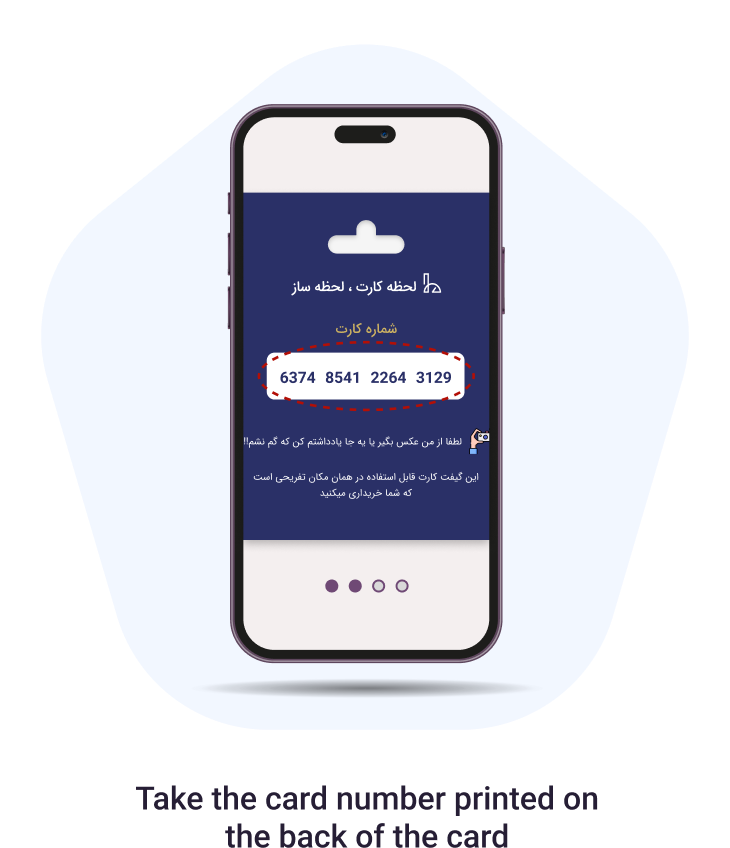 لحظه کارت ، لحظه ساز
شماره کارت
6374 8541 2264 3129
لطفا از من عکس بگیر یا یه جا یادداشتم کن که گم نشم!!
این گیفت کارت قابل استفاده در همان مکان تفریحی است
که شما خریداری میکنید
Take the card number printed on
the back of the card